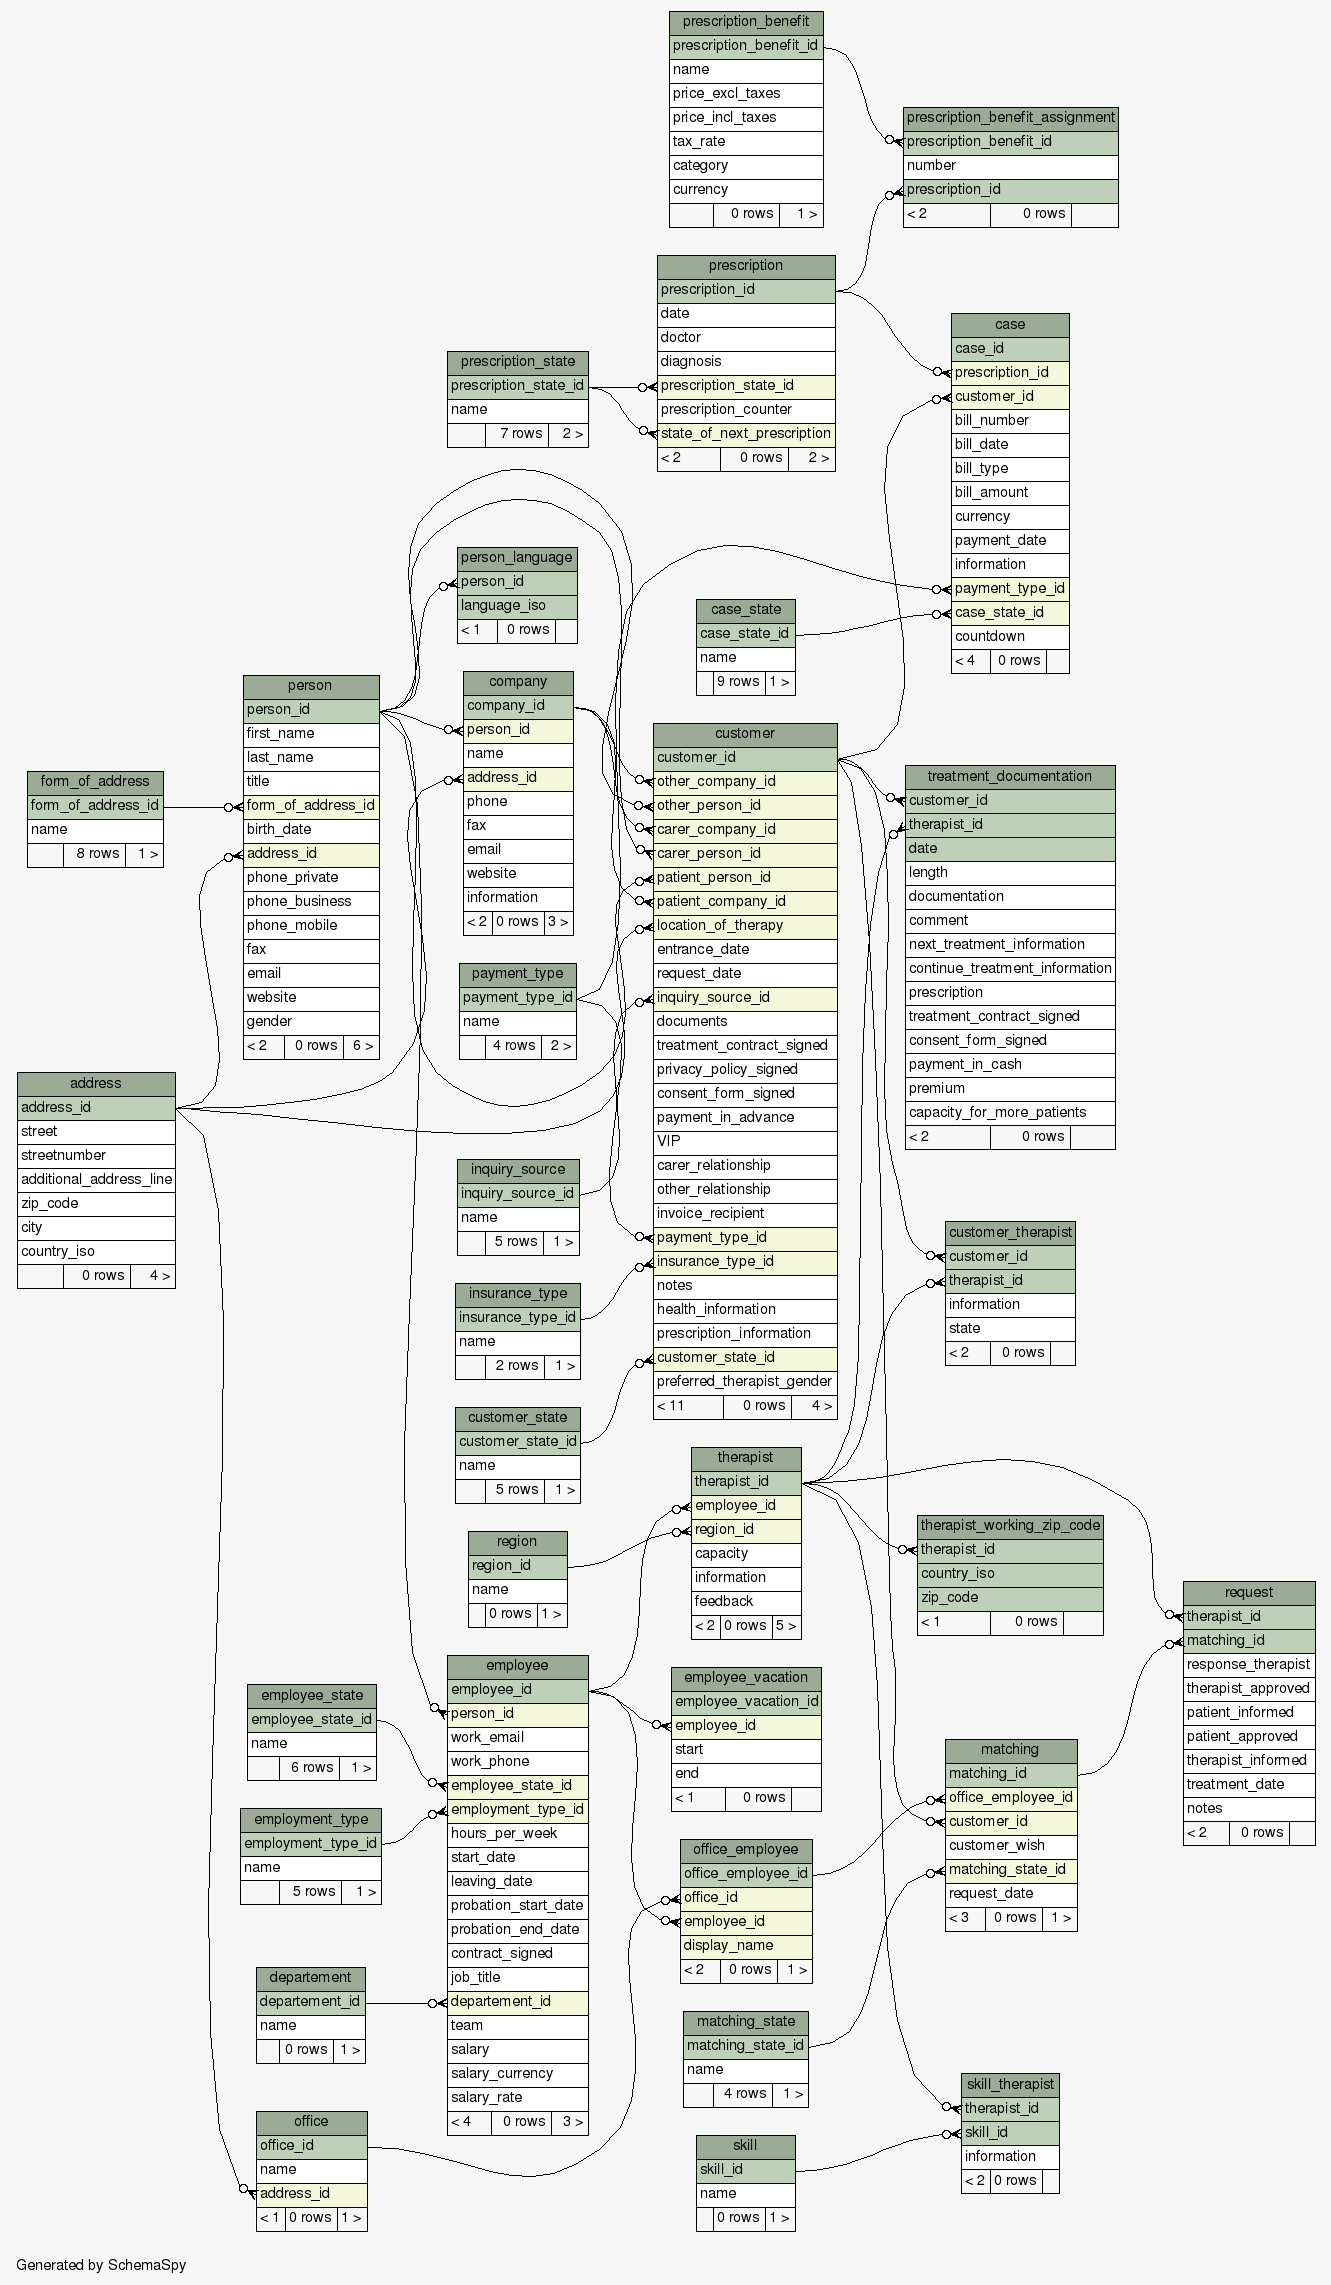 prescription_benefit
prescription_benefit_id
name
price_excl_taxes
price_incl_taxes
tax_rate
category
currency
0 rows 1 >
prescription_benefit_assignment
prescription_benefit_id
number
prescription_id
< 2 0 rows
prescription
prescription_id
date
doctor
diagnosis
prescription_state_id
prescription_counter
state_of_next_prescription
< 2 0 rows 2 >
case
case_id
prescription_id
customer_id
bill_number
bill_date
bill_type
bill_amount
currency
payment_date
information
payment_type_id
case_state_id
countdown
< 4 0 rows
prescription_state
prescription_state_id
name
7 rows 2 >
person_language
person_id
language_iso
< 1 0 rows
case_state
case_state_id
name
9 rows 1 >
person
person_id
first_name
last_name
title
form_of_address_id
birth_date
address_id
phone_private
phone_business
phone_mobile
fax
email
website
gender
< 2 0 rows 6 >
company
company_id
person_id
name
address_id
phone
fax
email
website
information
< 2 0 rows 3 >
form_of_address
form_of_address_id
name
8 rows 1 >
customer
customer_id
other_company_id
other_person_id
carer_company_id
carer_person_id
patient_person_id
patient_company_id
location_of_therapy
entrance_date
request_date
inquiry_source_id
documents
treatment_contract_signed
privacy_policy_signed
consent_form_signed
payment_in_advance
VIP
carer_relationship
other_relationship
invoice_recipient
payment_type_id
insurance_type_id
notes
health_information
prescription_information
customer_state_id
preferred_therapist_gender
< 11 0 rows 4 >
treatment_documentation
customer_id
therapist_id
date
length
documentation
comment
next_treatment_information
continue_treatment_information
prescription
treatment_contract_signed
consent_form_signed
payment_in_cash
premium
capacity_for_more_patients
< 2 0 rows
payment_type
payment_type_id
name
4 rows 2 >
address
address_id
street
streetnumber
additional_address_line
zip_code
city
country_iso
0 rows 4 >
inquiry_source
inquiry_source_id
name
5 rows 1 >
customer_therapist
customer_id
therapist_id
information
state
< 2 0 rows
insurance_type
insurance_type_id
name
2 rows 1 >
customer_state
customer_state_id
name
5 rows 1 >
therapist
therapist_id
employee_id
region_id
capacity
information
feedback
< 2 0 rows 5 >
therapist_working_zip_code
therapist_id
country_iso
zip_code
< 1 0 rows
region
region_id
name
0 rows 1 >
request
therapist_id
matching_id
response_therapist
therapist_approved
patient_informed
patient_approved
therapist_informed
treatment_date
notes
< 2 0 rows
employee
employee_id
person_id
work_email
work_phone
employee_state_id
employment_type_id
hours_per_week
start_date
leaving_date
probation_start_date
probation_end_date
contract_signed
job_title
departement_id
team
salary
salary_currency
salary_rate
< 4 0 rows 3 >
employee_vacation
employee_vacation_id
employee_id
start
end
< 1 0 rows
employee_state
employee_state_id
name
6 rows 1 >
matching
matching_id
office_employee_id
customer_id
customer_wish
matching_state_id
request_date
< 3 0 rows 1 >
employment_type
employment_type_id
name
5 rows 1 >
office_employee
office_employee_id
office_id
employee_id
display_name
< 2 0 rows 1 >
departement
departement_id
name
0 rows 1 >
matching_state
matching_state_id
name
4 rows 1 >
skill_therapist
therapist_id
skill_id
information
< 2 0 rows
office
office_id
name
address_id
< 1 0 rows 1 >
skill
skill_id
name
0 rows 1 >
Generated by SchemaSpy